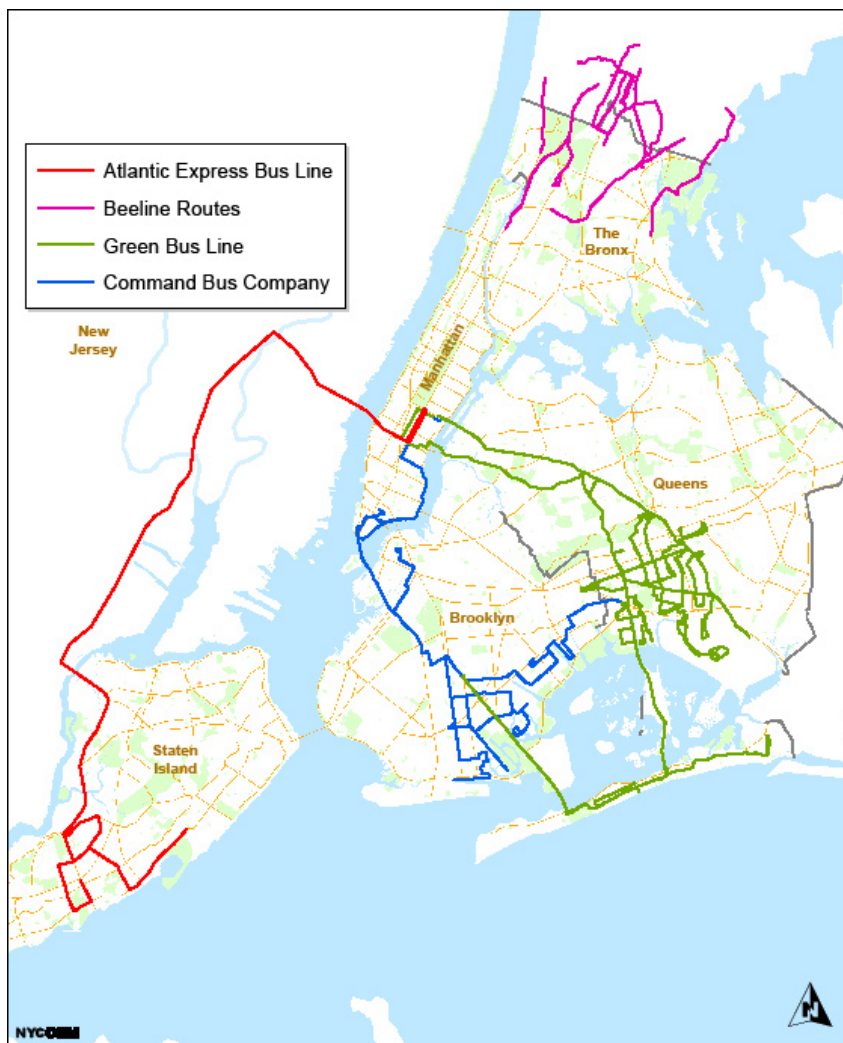 Atlantic Express Bus Line
Beeline Routes
Green Bus Line
Command Bus Company
The
Bronx
New
Jersey
Manhattan
Queens
Brooklyn
Staten
Island
N
NYC